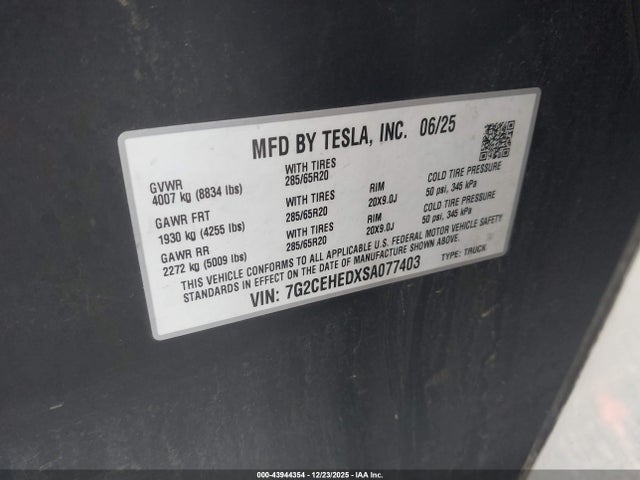 MFD BY TESLA, INC. 06/25
GVWR WITH TIRES
4007 kg (8834 lbs) 285/65R20 RIM COLD TIRE PRESSURE
GAWR FRT WITH TIRES 20X9.0J 50 psi, 345 kPa
1930 kg (4255 lbs) 285/65R20 RIM COLD TIRE PRESSURE
GAWR RR WITH TIRES 20X9.0J 50 psi, 345 kPa
2272 kg (5009 lbs) 285/65R20
THIS VEHICLE CONFORMS TO ALL APPLICABLE U.S. FEDERAL MOTOR VEHICLE SAFETY
STANDARDS IN EFFECT ON THE DATE OF MANUFACTURE SHOWN ABOVE.
VIN: 7G2CEHEDXSA077403 TYPE: TRUCK
000-43944354 • 12/23/2025 • IAA Inc.